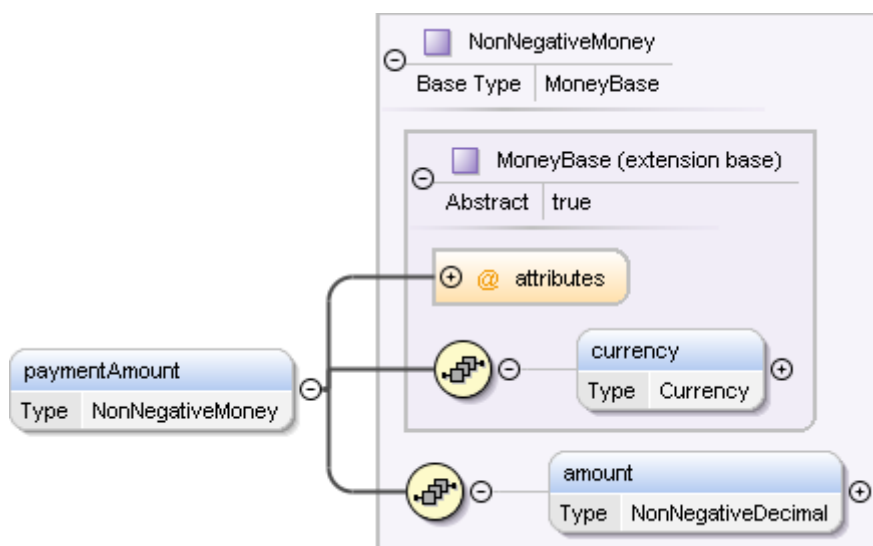 NonNegativeMoney
Base Type MoneyBase
MoneyBase (extension base)
Abstract true
@ attributes
currency
Type Currency
paymentAmount
Type NonNegativeMoney
amount
Type NonNegativeDecimal